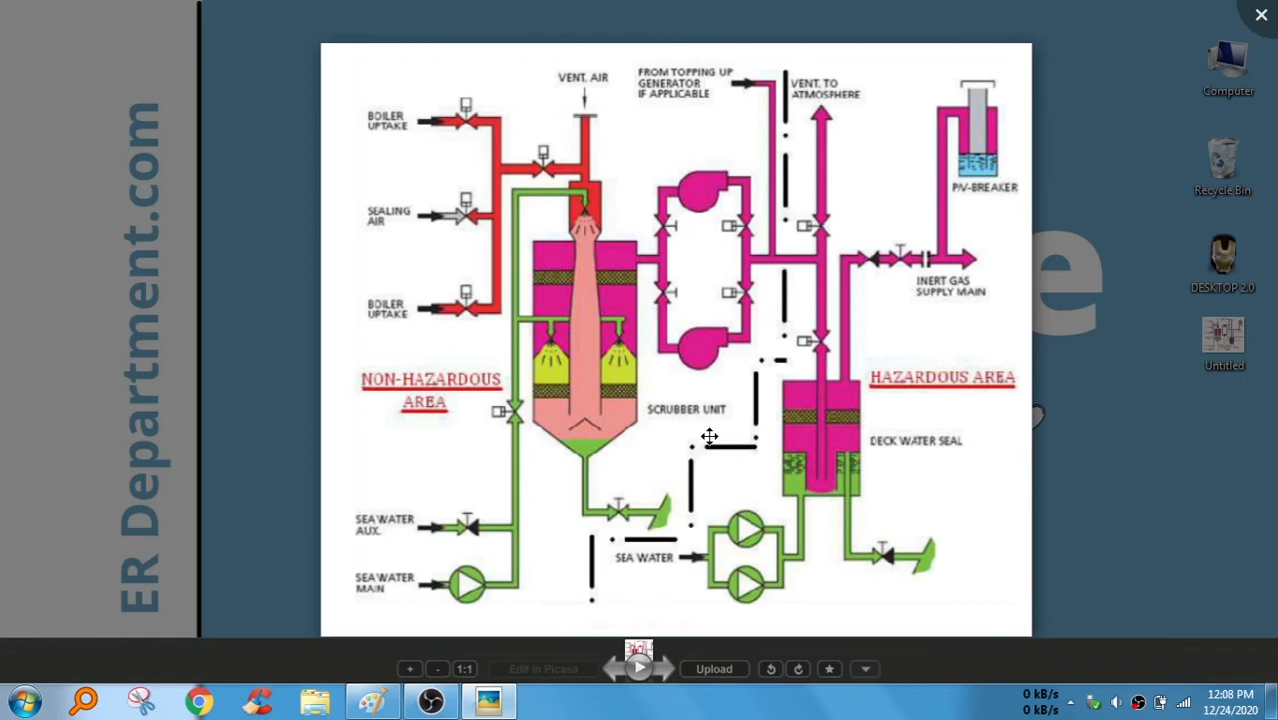 ER Department.com
e
VENT. AIR
FROM TOPPING UP
GENERATOR
IF APPLICABLE
VENT. TO
ATMOSPHERE
BOILER
UPTAKE
P/V-BREAKER
SEALING
AIR
INERT GAS
SUPPLY MAIN
BOILER
UPTAKE
NON-HAZARDOUS
AREA
HAZARDOUS AREA
SCRUBBER UNIT
DECK WATER SEAL
SEA WATER
AUX.
SEA WATER
SEA WATER
MAIN
Computer
Recycle Bin
DESKTOP 2.0
Untitled
+
-
1:1
Edit in Picasa
Upload
0 kB/s
0 kB/s
12:08 PM
12/24/2020